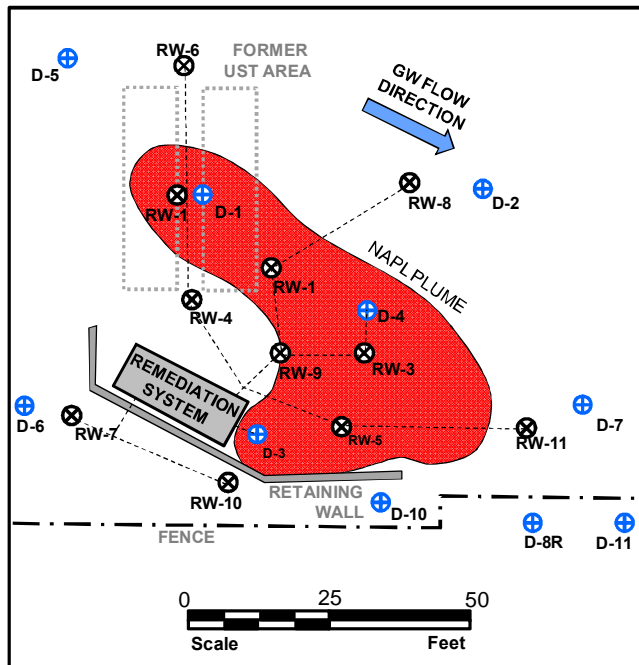 RW-6
FORMER
UST AREA
D-5
GW FLOW
DIRECTION
RW-1
D-1
RW-8
D-2
RW-1
NAPL PLUME
RW-4
D-4
REMEDIATION
SYSTEM
RW-9
RW-3
D-6
RW-7
D-3
RW-5
RW-11
D-7
RW-10
RETAINING
WALL
D-10
FENCE
D-8R
D-11
0
25
50
Scale
Feet